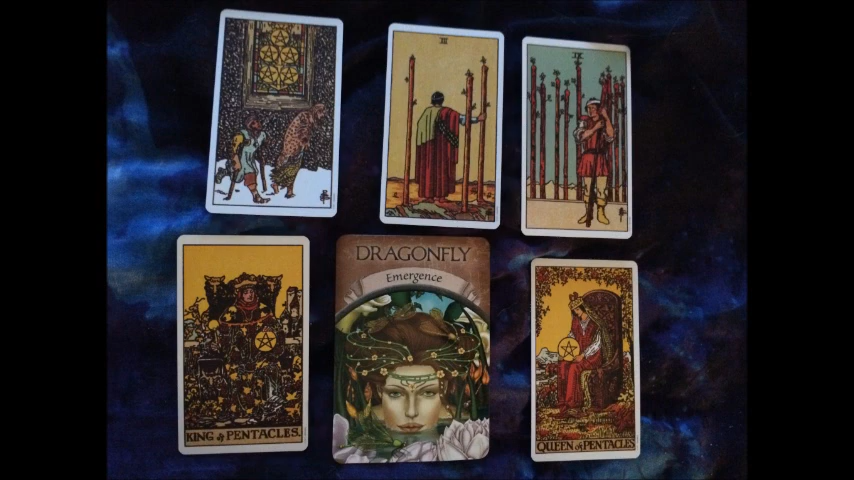 III
IX
DRAGONFLY
Emergence
KING of PENTACLES.
QUEEN of PENTACLES